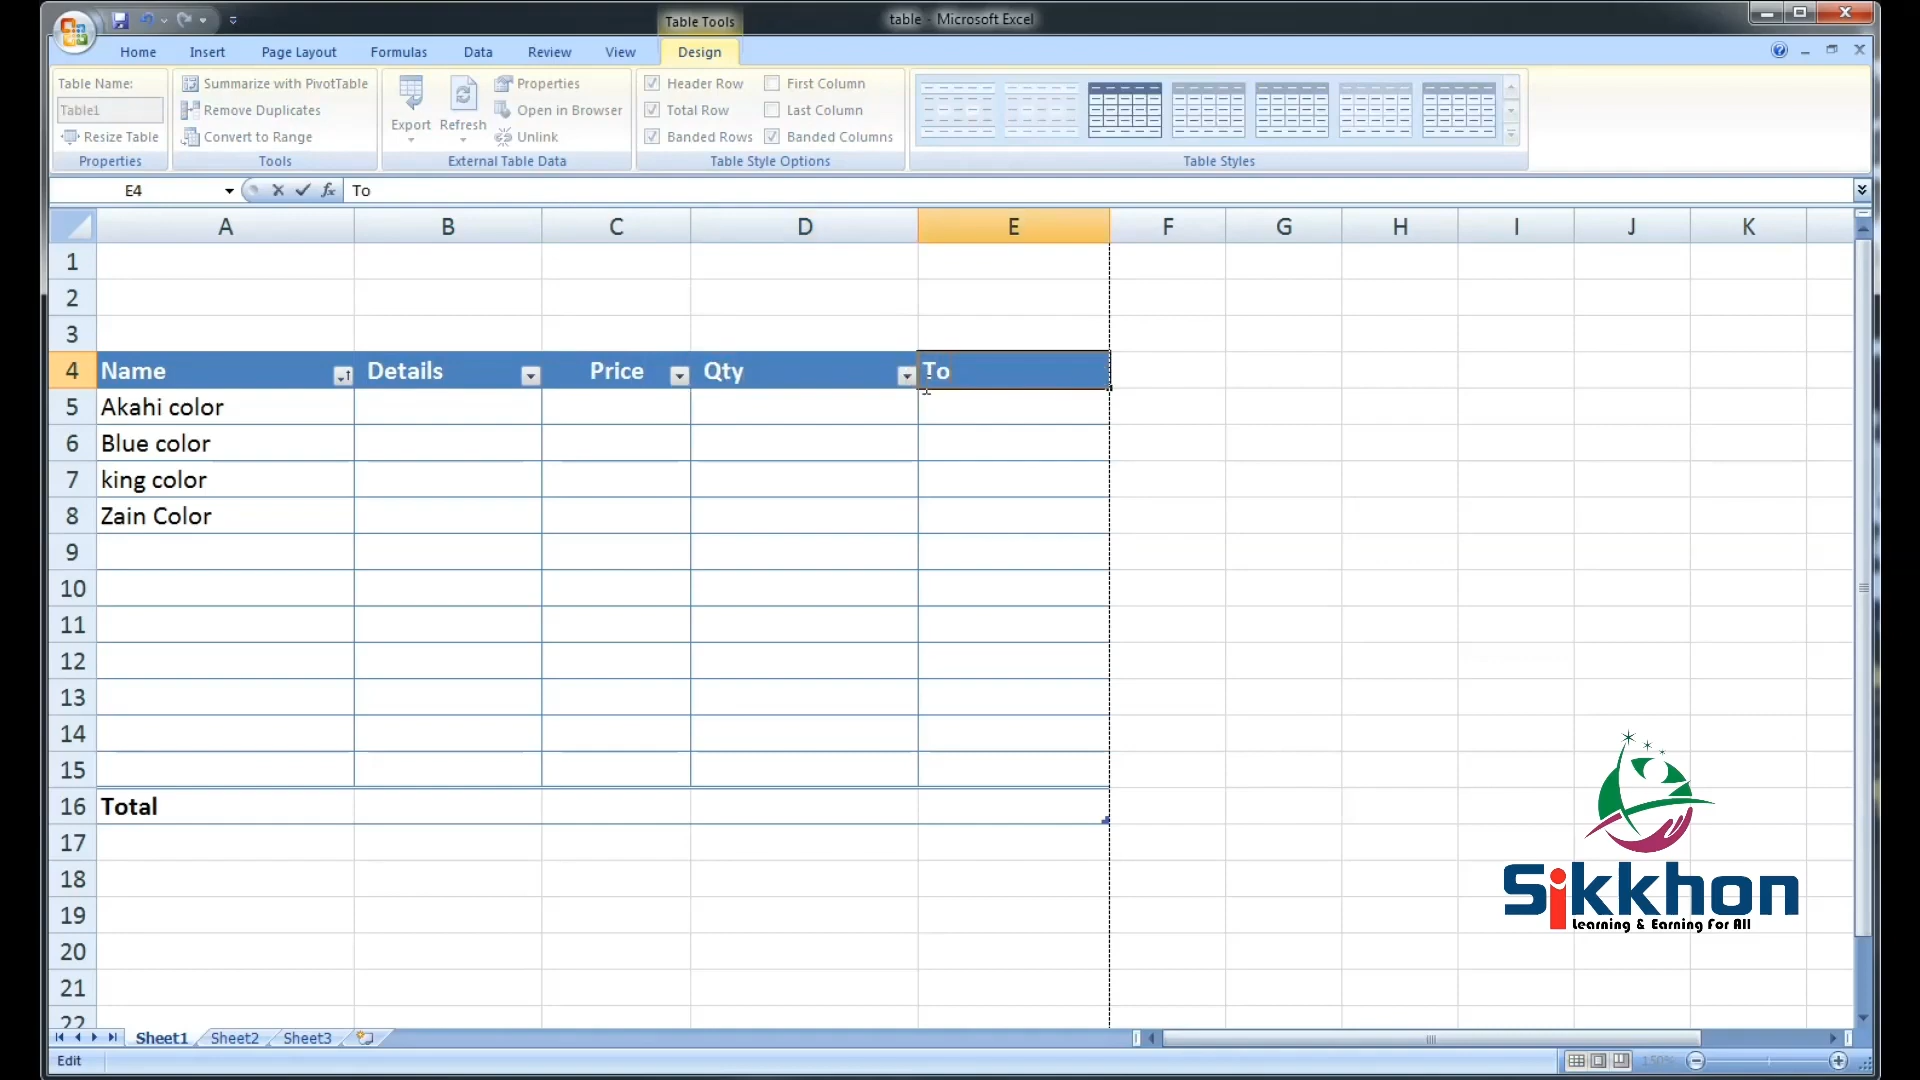 Table Tools
table - Microsoft Excel
Home Insert Page Layout Formulas Data Review View Design
Table Name:
Table1
Resize Table
Properties
Summarize with PivotTable
Remove Duplicates
Convert to Range
Tools
Export
Refresh
Properties
Open in Browser
Unlink
External Table Data
Header Row
Total Row
Banded Rows
First Column
Last Column
Banded Columns
Table Style Options
Table Styles
E4 fx To
A B C D E F G H I J K
1
2
3
4 Name Details Price Qty To
5 Akahi color
6 Blue color
7 king color
8 Zain Color
9
10
11
12
13
14
15
16 Total
17
18
19
20
21
22
Sikkhon
Learning & Earning For All
Sheet1 Sheet2 Sheet3
Edit 150%